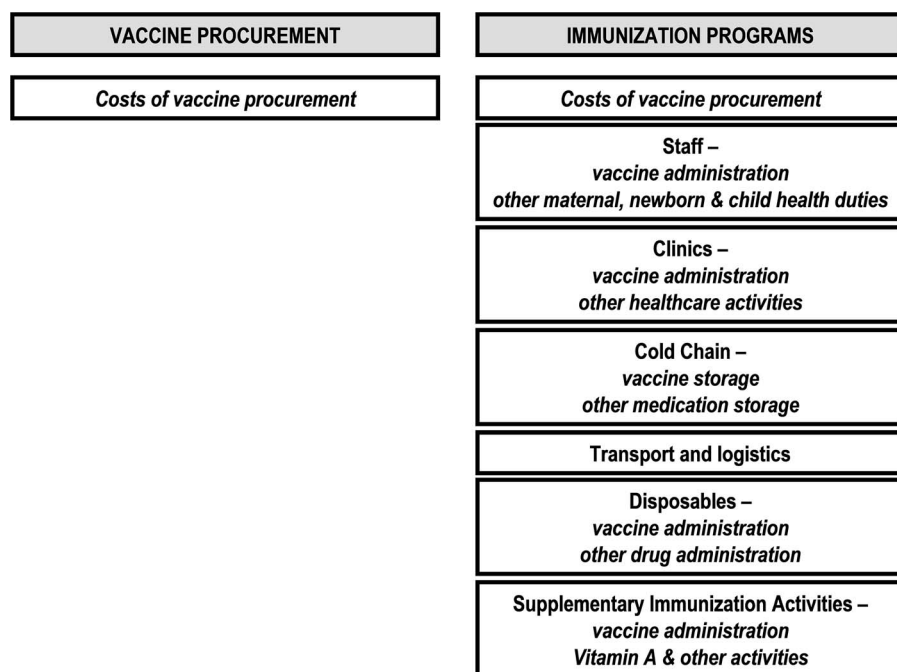 VACCINE PROCUREMENT
Costs of vaccine procurement
IMMUNIZATION PROGRAMS
Costs of vaccine procurement
Staff –
vaccine administration
other maternal, newborn & child health duties
Clinics –
vaccine administration
other healthcare activities
Cold Chain –
vaccine storage
other medication storage
Transport and logistics
Disposables –
vaccine administration
other drug administration
Supplementary Immunization Activities –
vaccine administration
Vitamin A & other activities